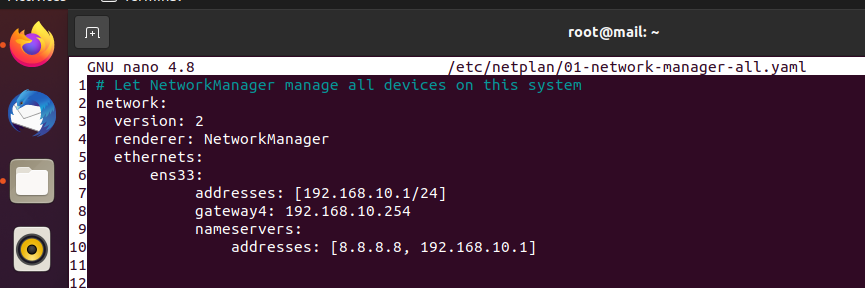 root@mail: ~
GNU nano 4.8 /etc/netplan/01-network-manager-all.yaml
1 # Let NetworkManager manage all devices on this system
2 network:
3   version: 2
4   renderer: NetworkManager
5   ethernets:
6       ens33:
7            addresses: [192.168.10.1/24]
8            gateway4: 192.168.10.254
9            nameservers:
10                addresses: [8.8.8.8, 192.168.10.1]
11
12